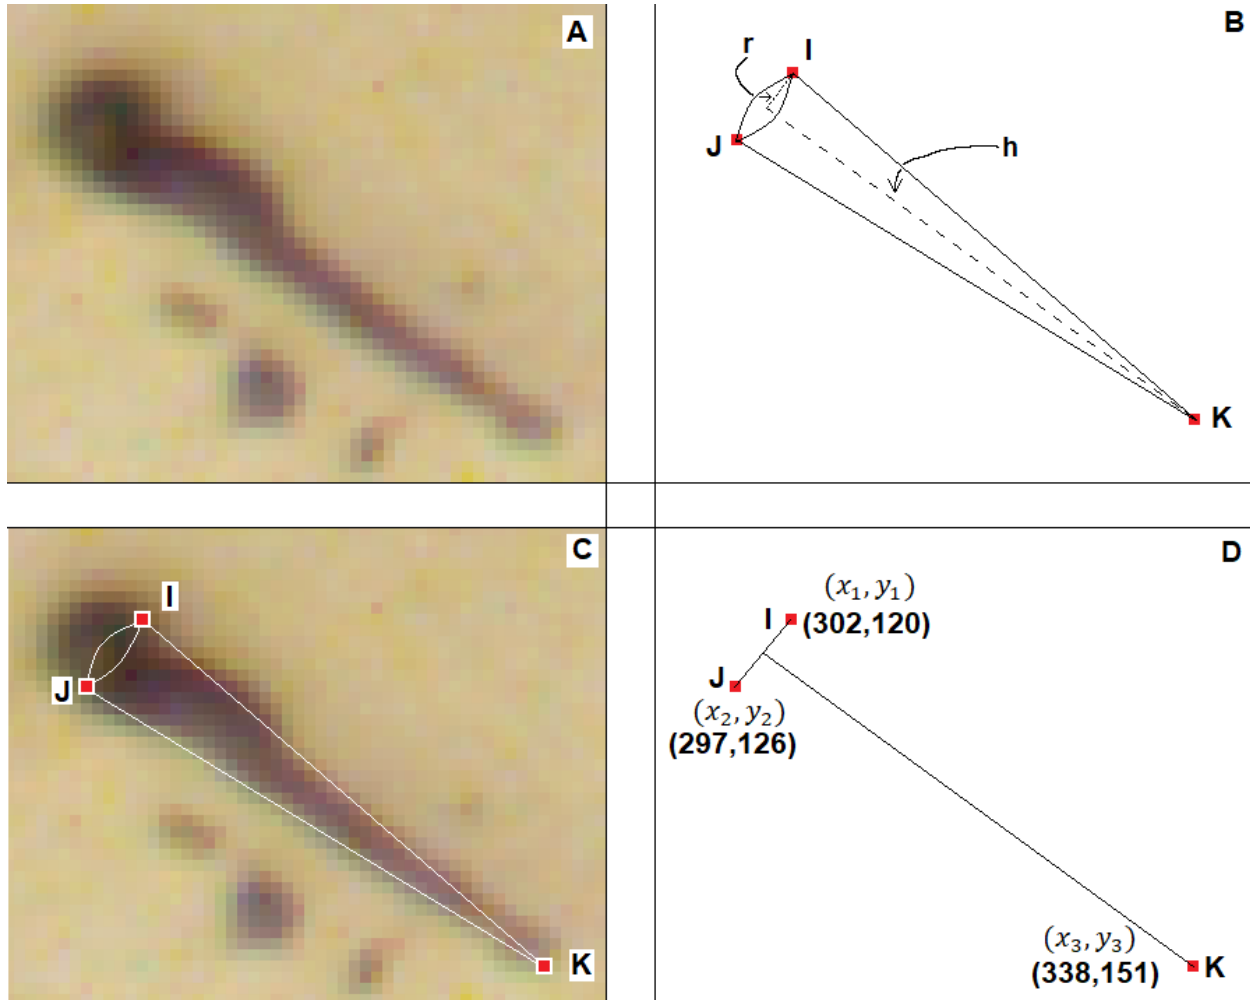 A
B
r
I
J
h
K
C
I
J
K
D
(x₁, y₁)
I
(302,120)
J
(x₂, y₂)
(297,126)
(x₃, y₃)
K
(338,151)